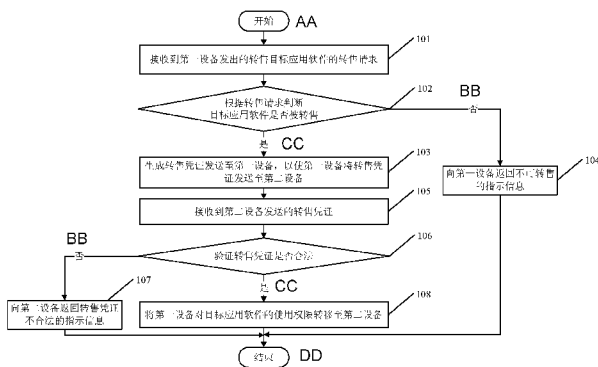 开始 AA
101
接收到第一设备发出的转售目标应用软件的转售请求
102
根据转售请求判断
目标应用软件是否被转售
BB
否
是 CC
103
生成转售凭证发送至第一设备，以使第一设备将转售凭
证发送至第二设备
104
向第一设备返回不可转售
的指示信息
105
接收到第二设备发送的转售凭证
106
验证转售凭证是否合法
BB
否
是 CC
107
向第二设备返回转售凭证
不合法的指示信息
108
将第一设备对目标应用软件的使用权限转移至第二设备
结束 DD